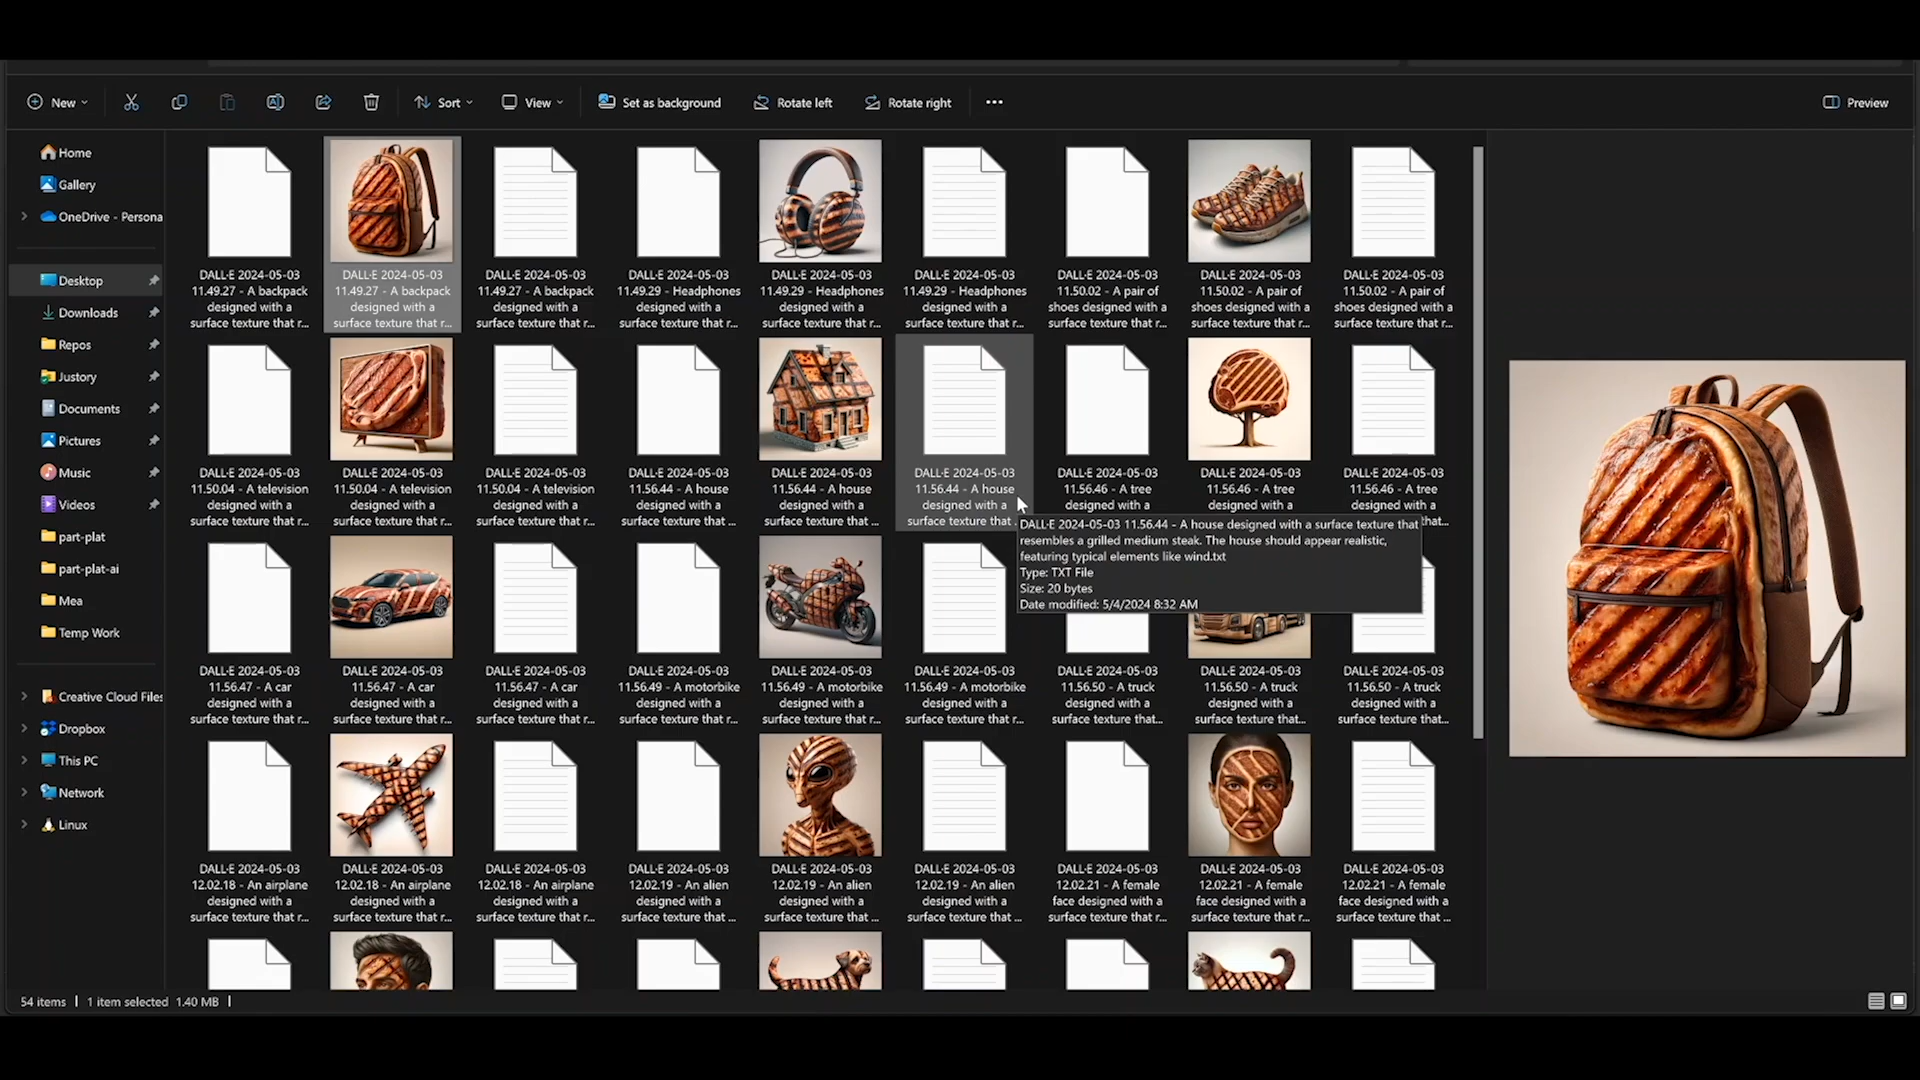 New
Sort
View
Set as background
Rotate left
Rotate right
Preview
Home
Gallery
OneDrive - Persona
Desktop
Downloads
Repos
Justory
Documents
Pictures
Music
Videos
part-plat
part-plat-ai
Mea
Temp Work
Creative Cloud Files
Dropbox
This PC
Network
Linux
DALL·E 2024-05-03
11.49.27 - A backpack
designed with a
surface texture that r...
DALL·E 2024-05-03
11.49.27 - A backpack
designed with a
surface texture that r...
DALL·E 2024-05-03
11.49.27 - A backpack
designed with a
surface texture that r...
DALL·E 2024-05-03
11.49.29 - Headphones
designed with a
surface texture that r...
DALL·E 2024-05-03
11.49.29 - Headphones
designed with a
surface texture that r...
DALL·E 2024-05-03
11.49.29 - Headphones
designed with a
surface texture that r...
DALL·E 2024-05-03
11.50.02 - A pair of
shoes designed with a
surface texture that r...
DALL·E 2024-05-03
11.50.02 - A pair of
shoes designed with a
surface texture that r...
DALL·E 2024-05-03
11.50.02 - A pair of
shoes designed with a
surface texture that r...
DALL·E 2024-05-03
11.50.04 - A television
designed with a
surface texture that r...
DALL·E 2024-05-03
11.50.04 - A television
designed with a
surface texture that r...
DALL·E 2024-05-03
11.50.04 - A television
designed with a
surface texture that r...
DALL·E 2024-05-03
11.56.44 - A house
designed with a
surface texture that ...
DALL·E 2024-05-03
11.56.44 - A house
designed with a
surface texture that ...
DALL·E 2024-05-03
11.56.44 - A house
designed with a
surface texture that ...
DALL·E 2024-05-03
11.56.46 - A tree
designed with a
DALL·E 2024-05-03
11.56.46 - A tree
designed with a
DALL·E 2024-05-03
11.56.46 - A tree
designed with a
that...
DALL·E 2024-05-03 11.56.44 - A house designed with a surface texture that
resembles a grilled medium steak. The house should appear realistic,
featuring typical elements like wind.txt
Type: TXT File
Size: 20 bytes
Date modified: 5/4/2024 8:32 AM
DALL·E 2024-05-03
11.56.47 - A car
designed with a
surface texture that r...
DALL·E 2024-05-03
11.56.47 - A car
designed with a
surface texture that r...
DALL·E 2024-05-03
11.56.47 - A car
designed with a
surface texture that r...
DALL·E 2024-05-03
11.56.49 - A motorbike
designed with a
surface texture that r...
DALL·E 2024-05-03
11.56.49 - A motorbike
designed with a
surface texture that r...
DALL·E 2024-05-03
11.56.49 - A motorbike
designed with a
surface texture that r...
DALL·E 2024-05-03
11.56.50 - A truck
designed with a
surface texture that...
DALL·E 2024-05-03
11.56.50 - A truck
designed with a
surface texture that...
DALL·E 2024-05-03
11.56.50 - A truck
designed with a
surface texture that...
DALL·E 2024-05-03
12.02.18 - An airplane
designed with a
surface texture that r...
DALL·E 2024-05-03
12.02.18 - An airplane
designed with a
surface texture that r...
DALL·E 2024-05-03
12.02.18 - An airplane
designed with a
surface texture that r...
DALL·E 2024-05-03
12.02.19 - An alien
designed with a
surface texture that ...
DALL·E 2024-05-03
12.02.19 - An alien
designed with a
surface texture that ...
DALL·E 2024-05-03
12.02.19 - An alien
designed with a
surface texture that ...
DALL·E 2024-05-03
12.02.21 - A female
face designed with a
surface texture that r...
DALL·E 2024-05-03
12.02.21 - A female
face designed with a
surface texture that r...
DALL·E 2024-05-03
12.02.21 - A female
face designed with a
surface texture that ...
54 items
1 item selected 1.40 MB